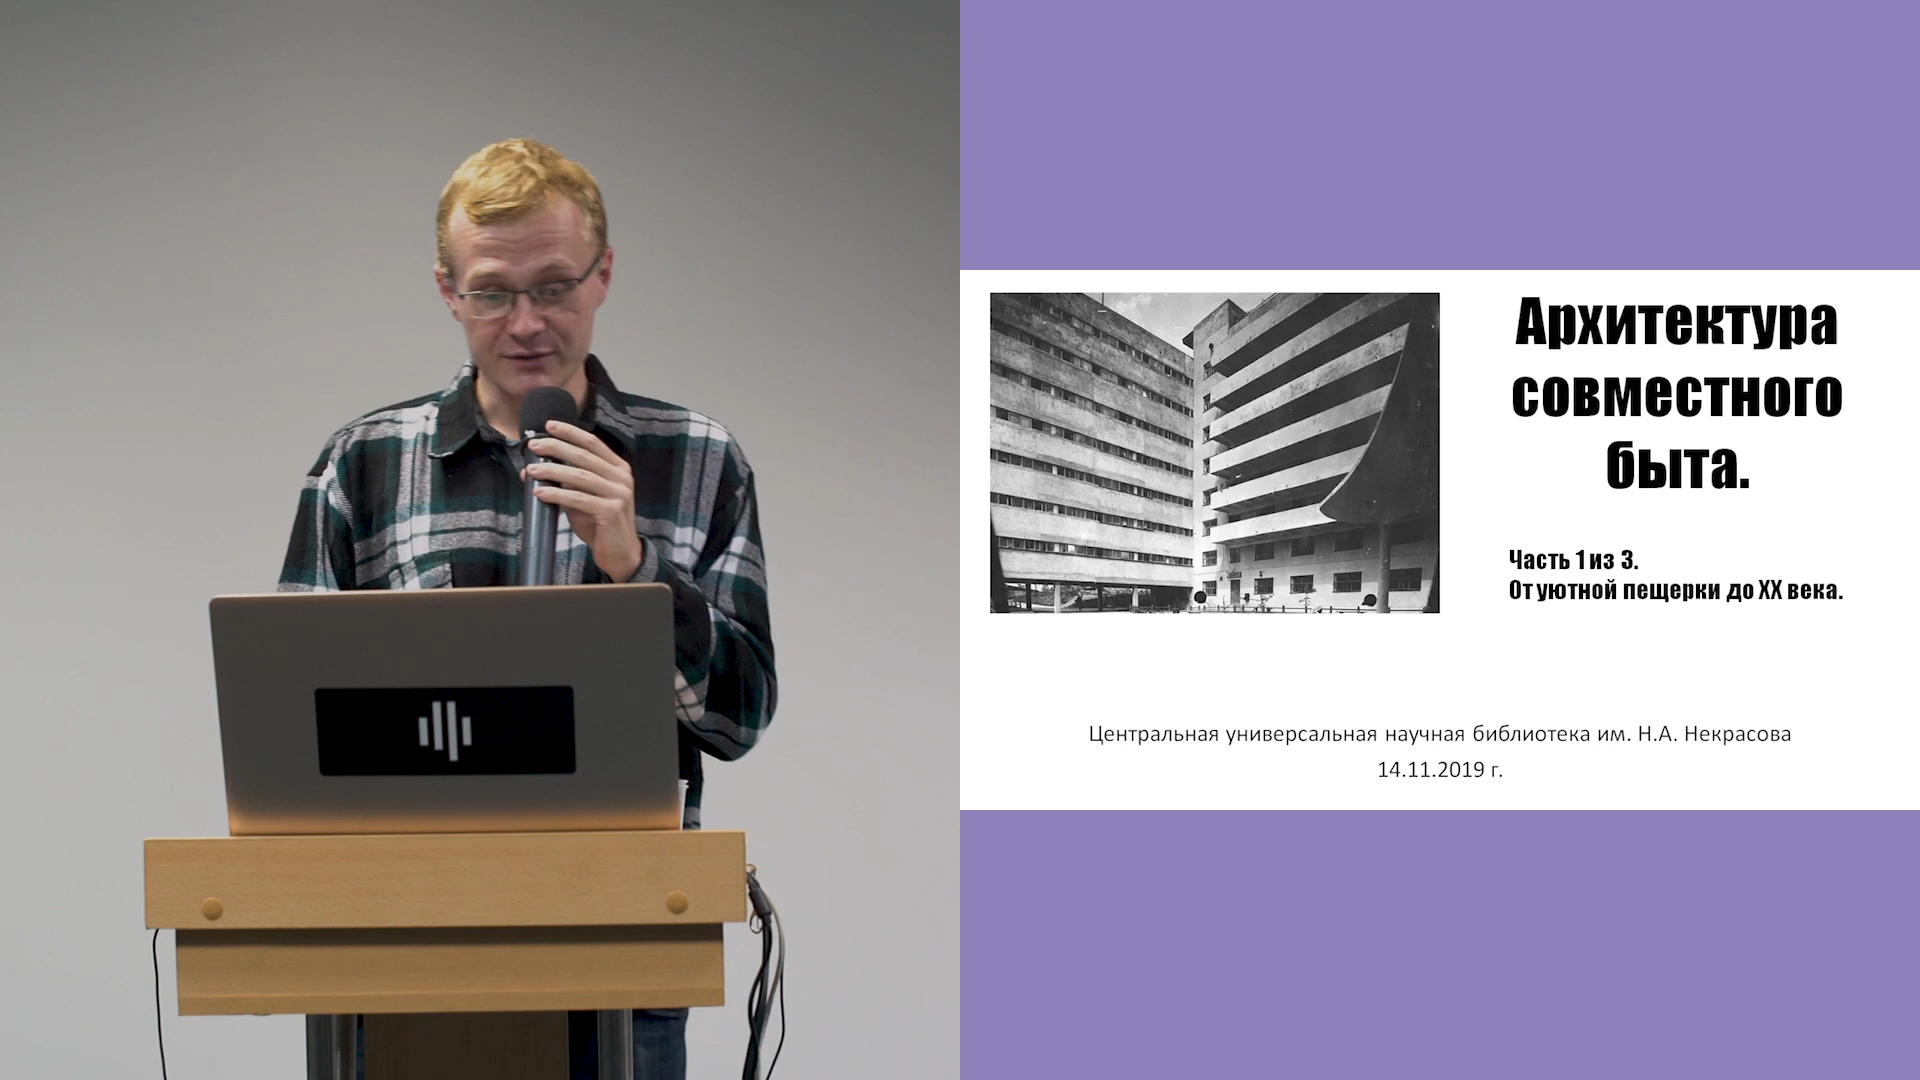 Архитектура
совместного
быта.
Часть 1 из 3.
От уютной пещерки до XX века.
Центральная универсальная научная библиотека им. Н.А. Некрасова
14.11.2019 г.